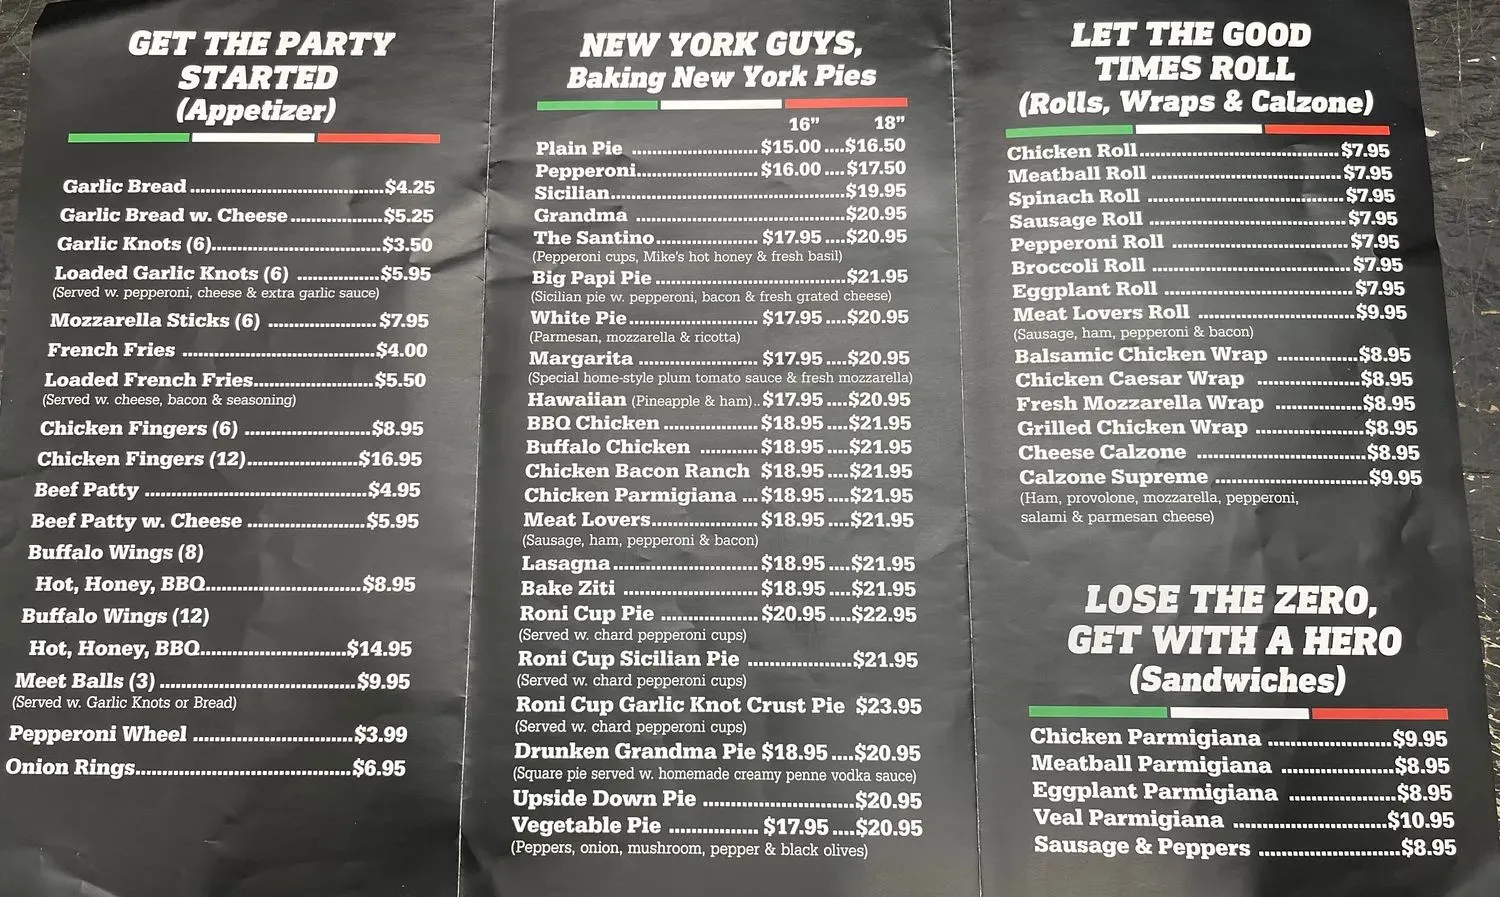 GET THE PARTY
STARTED
(Appetizer)
Garlic Bread ........ $4.25
Garlic Bread w. Cheese ........ $5.25
Garlic Knots (6) ........ $3.50
Loaded Garlic Knots (6) ........ $5.95
(Served w. pepperoni, cheese & extra garlic sauce)
Mozzarella Sticks (6) ........ $7.95
French Fries ........ $4.00
Loaded French Fries ........ $5.50
(Served w. cheese, bacon & seasoning)
Chicken Fingers (6) ........ $8.95
Chicken Fingers (12) ........ $16.95
Beef Patty ........ $4.95
Beef Patty w. Cheese ........ $5.95
Buffalo Wings (8)
Hot, Honey, BBQ ........ $8.95
Buffalo Wings (12)
Hot, Honey, BBQ ........ $14.95
Meet Balls (3) ........ $9.95
(Served w. Garlic Knots or Bread)
Pepperoni Wheel ........ $3.99
Onion Rings ........ $6.95
NEW YORK GUYS,
Baking New York Pies
16” 18”
Plain Pie ........ $15.00 ....$16.50
Pepperoni ........ $16.00 ....$17.50
Sicilian ........ $19.95
Grandma ........ $20.95
The Santino ........ $17.95 ....$20.95
(Pepperoni cups, Mike's hot honey & fresh basil)
Big Papi Pie ........ $21.95
(Sicilian pie w. pepperoni, bacon & fresh grated cheese)
White Pie ........ $17.95 ....$20.95
(Parmesan, mozzarella & ricotta)
Margarita ........ $17.95 ....$20.95
(Special home-style plum tomato sauce & fresh mozzarella)
Hawaiian (Pineapple & ham).. $17.95 ....$20.95
BBQ Chicken ........ $18.95 ....$21.95
Buffalo Chicken ........ $18.95 ....$21.95
Chicken Bacon Ranch $18.95 ....$21.95
Chicken Parmigiana ... $18.95 ....$21.95
Meat Lovers ........ $18.95 ....$21.95
(Sausage, ham, pepperoni & bacon)
Lasagna ........ $18.95 ....$21.95
Bake Ziti ........ $18.95 ....$21.95
Roni Cup Pie ........ $20.95 ....$22.95
(Served w. chard pepperoni cups)
Roni Cup Sicilian Pie ........ $21.95
(Served w. chard pepperoni cups)
Roni Cup Garlic Knot Crust Pie $23.95
(Served w. chard pepperoni cups)
Drunken Grandma Pie $18.95 ....$20.95
(Square pie served w. homemade creamy penne vodka sauce)
Upside Down Pie ........ $20.95
Vegetable Pie ........ $17.95 ....$20.95
(Peppers, onion, mushroom, pepper & black olives)
LET THE GOOD
TIMES ROLL
(Rolls, Wraps & Calzone)
Chicken Roll ........ $7.95
Meatball Roll ........ $7.95
Spinach Roll ........ $7.95
Sausage Roll ........ $7.95
Pepperoni Roll ........ $7.95
Broccoli Roll ........ $7.95
Eggplant Roll ........ $7.95
Meat Lovers Roll ........ $9.95
(Sausage, ham, pepperoni & bacon)
Balsamic Chicken Wrap ........ $8.95
Chicken Caesar Wrap ........ $8.95
Fresh Mozzarella Wrap ........ $8.95
Grilled Chicken Wrap ........ $8.95
Cheese Calzone ........ $8.95
Calzone Supreme ........ $9.95
(Ham, provolone, mozzarella, pepperoni,
salami & parmesan cheese)
LOSE THE ZERO,
GET WITH A HERO
(Sandwiches)
Chicken Parmigiana ........ $9.95
Meatball Parmigiana ........ $8.95
Eggplant Parmigiana ........ $8.95
Veal Parmigiana ........ $10.95
Sausage & Peppers ........ $8.95